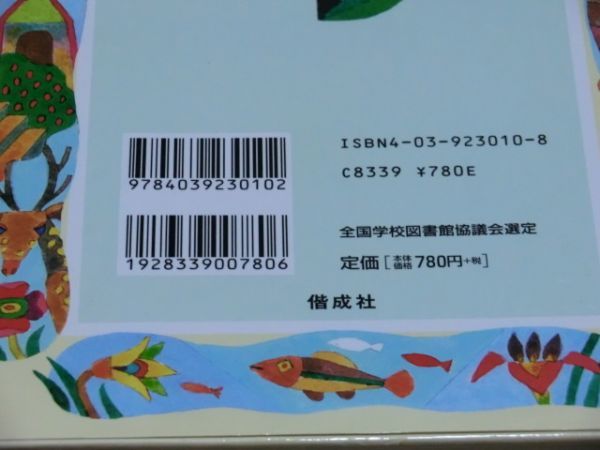 ISBN4-03-923010-8
C8339 ¥780E
9784039230102
1928339007806
全国学校図書館協議会選定
定価[本体価格780円+税]
偕成社